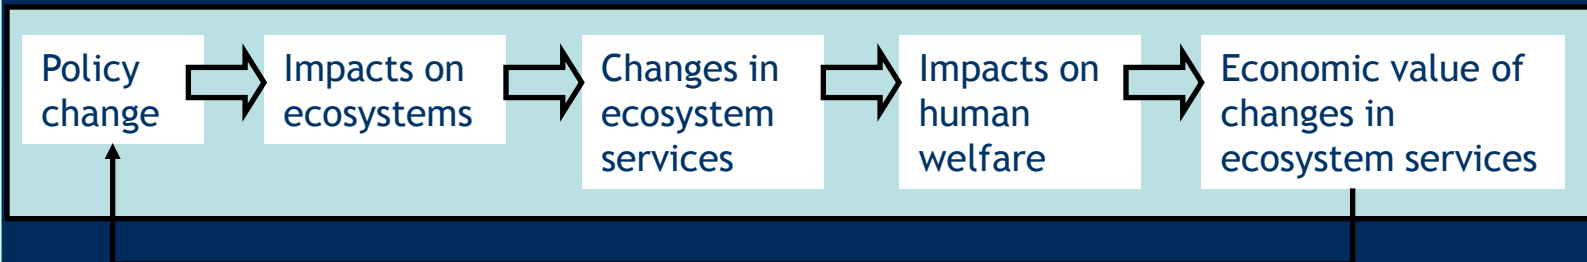 Policy
change
Impacts on
ecosystems
Changes in
ecosystem
services
Impacts on
human
welfare
Economic value of
changes in
ecosystem services